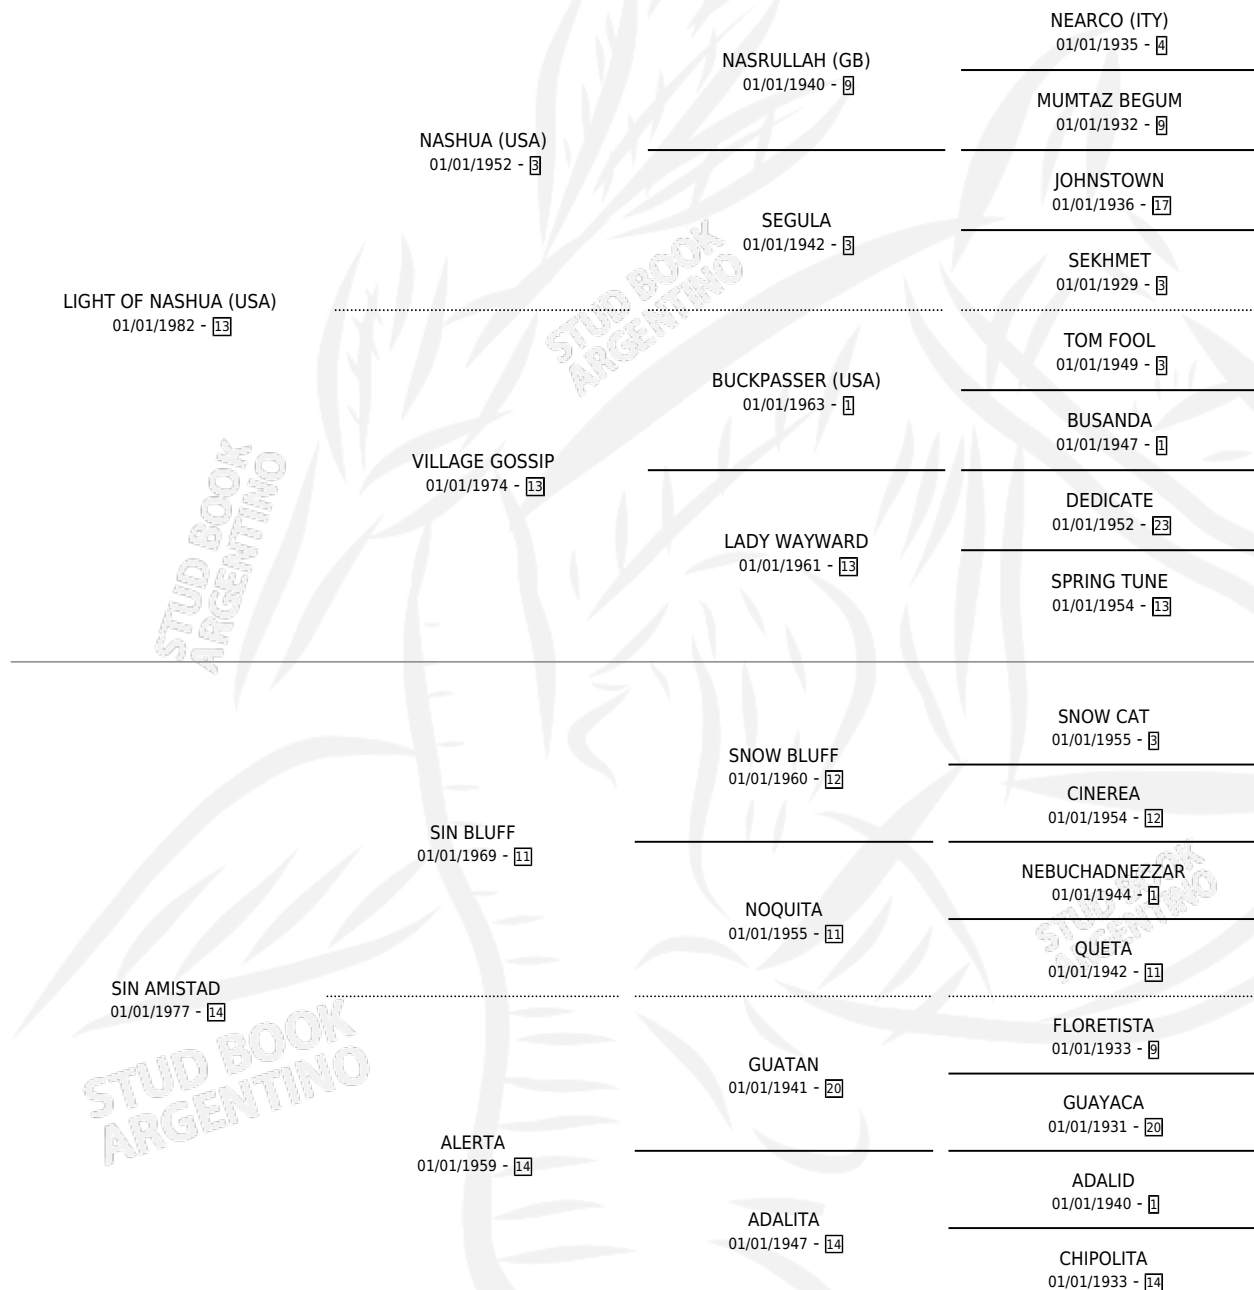 NEARCO (ITY)
01/01/1935 - 4
NASRULLAH (GB)
01/01/1940 - 9
MUMTAZ BEGUM
01/01/1932 - 9
NASHUA (USA)
01/01/1952 - 3
JOHNSTOWN
01/01/1936 - 17
SEGULA
01/01/1942 - 3
SEKHMET
01/01/1929 - 3
LIGHT OF NASHUA (USA)
01/01/1982 - 13
TOM FOOL
01/01/1949 - 3
BUCKPASSER (USA)
01/01/1963 - 1
BUSANDA
01/01/1947 - 1
VILLAGE GOSSIP
01/01/1974 - 13
DEDICATE
01/01/1952 - 23
LADY WAYWARD
01/01/1961 - 13
SPRING TUNE
01/01/1954 - 13
SNOW CAT
01/01/1955 - 3
SNOW BLUFF
01/01/1960 - 12
CINEREA
01/01/1954 - 12
SIN BLUFF
01/01/1969 - 11
NEBUCHADNEZZAR
01/01/1944 - 1
NOQUITA
01/01/1955 - 11
QUETA
01/01/1942 - 11
SIN AMISTAD
01/01/1977 - 14
FLORETISTA
01/01/1933 - 9
GUATAN
01/01/1941 - 20
GUAYACA
01/01/1931 - 20
ALERTA
01/01/1959 - 14
ADALID
01/01/1940 - 1
ADALITA
01/01/1947 - 14
CHIPOLITA
01/01/1933 - 14
STUD BOOK
ARGENTINO
STUD BOOK
ARGENTINO
STUD BOOK
ARGENTINO
STUD BOOK
ARGENTINO